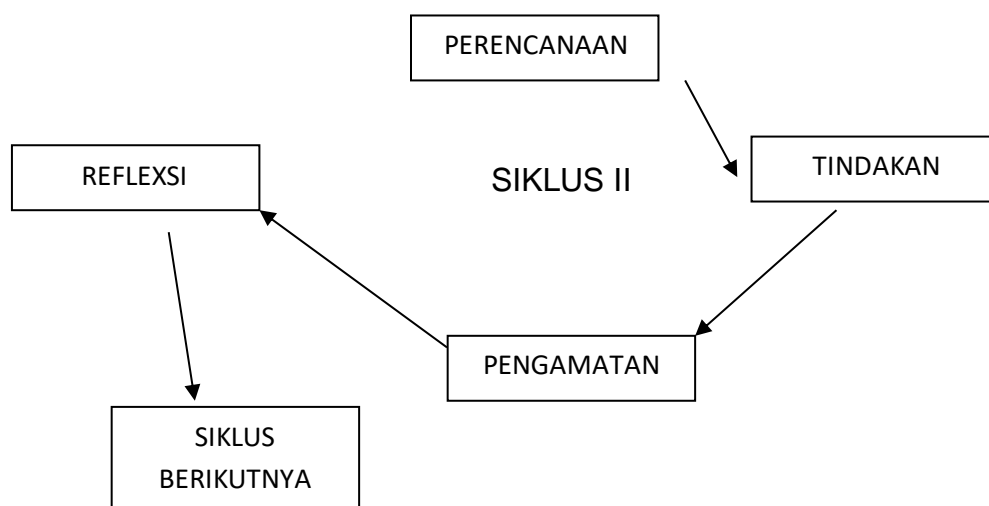 PERENCANAAN
TINDAKAN
REFLEXSI
SIKLUS II
PENGAMATAN
SIKLUS
BERIKUTNYA